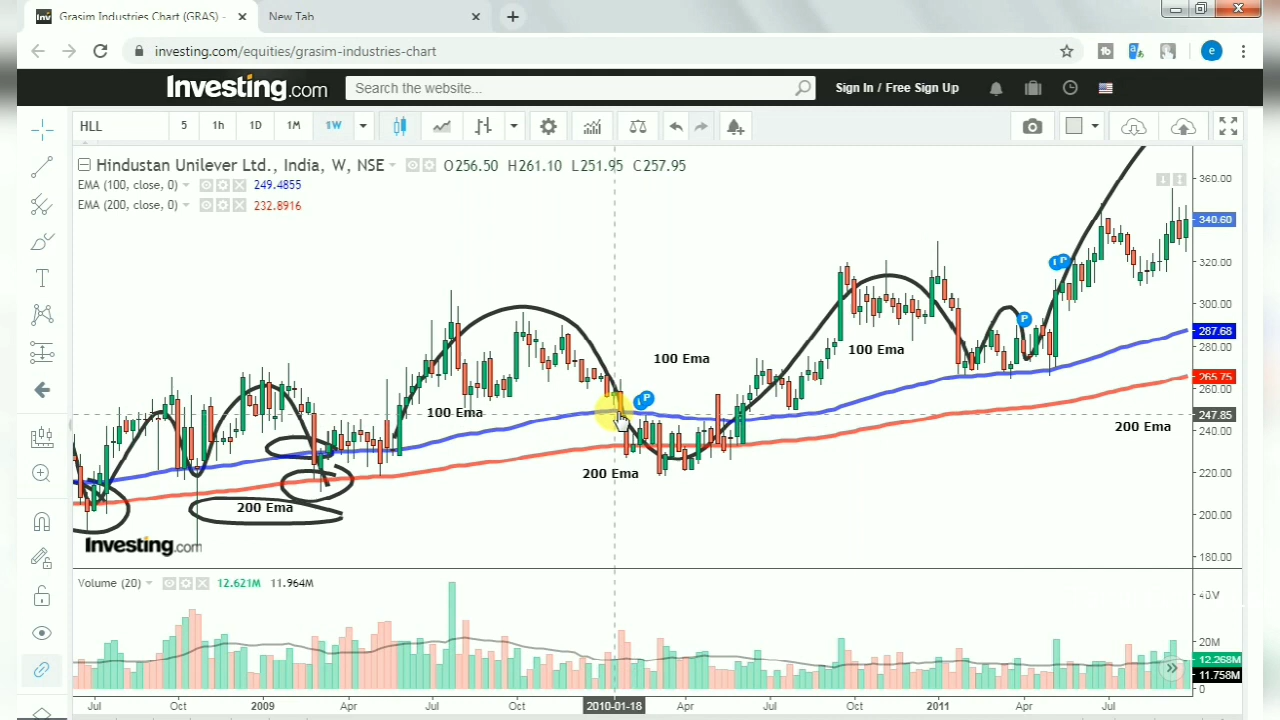 Grasim Industries Chart (GRAS) -
New Tab
investing.com/equities/grasim-industries-chart
e
Investing.com
Search the website...
Sign In / Free Sign Up
HLL
5
1h
1D
1M
1W
Hindustan Unilever Ltd., India, W, NSE
O256.50 H261.10 L251.95 C257.95
EMA (100, close, 0)
249.4855
EMA (200, close, 0)
232.8916
360.00
340.60
320.00
300.00
287.68
280.00
265.75
260.00
247.85
240.00
220.00
200.00
180.00
100 Ema
100 Ema
100 Ema
200 Ema
200 Ema
200 Ema
P
P
P
Investing.com
Volume (20)
12.621M
11.964M
20M
12.268M
11.758M
0
Jul
Oct
2009
Apr
Jul
Oct
2010-01-18
Apr
Jul
Oct
2011
Apr
Jul